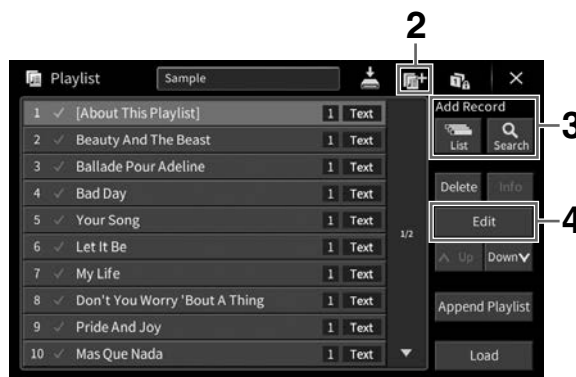 2
Playlist Sample
Add Record
1 [About This Playlist] 1 Text
List Search
3
2 Beauty And The Beast 1 Text
3 Ballade Pour Adeline 1 Text
Delete Info
4 Bad Day 1 Text
5 Your Song 1 Text
Edit
4
1/2
6 Let It Be 1 Text
Up Down
7 My Life 1 Text
8 Don't You Worry 'Bout A Thing 1 Text
Append Playlist
9 Pride And Joy 1 Text
10 Mas Que Nada 1 Text
Load